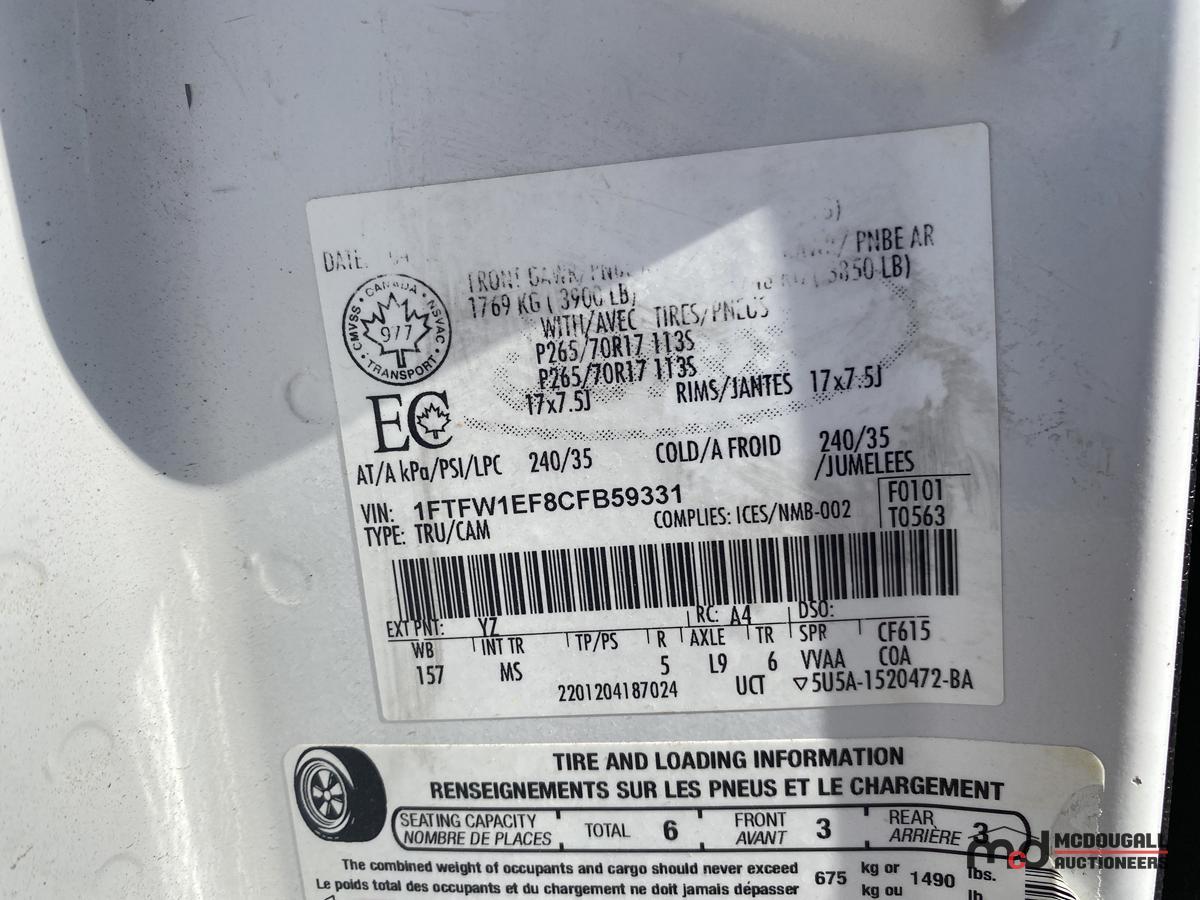 DATE:
PNBE AR
1769 KG ( 3900 LB)
KG ( 3850 LB)
WITH/AVEC TIRES/PNEUS
P265/70R17 113S
P265/70R17 113S
17x7.5J RIMS/JANTES 17x7.5J
CANADA
CMVSS NSVAC
977
TRANSPORT
EC
AT/A kPa/PSI/LPC 240/35 COLD/A FROID 240/35
/JUMELEES
VIN: 1FTFW1EF8CFB59331
F0101
TYPE: TRU/CAM COMPLIES: ICES/NMB-002 T0563
EXT PNT: YZ RC: A4 DSO:
WB INT TR TP/PS R AXLE TR SPR CF615
157 MS 5 L9 6 VVAA COA
2201204187024 UCT ▽5U5A-1520472-BA
TIRE AND LOADING INFORMATION
RENSEIGNEMENTS SUR LES PNEUS ET LE CHARGEMENT
SEATING CAPACITY
NOMBRE DE PLACES
TOTAL 6
FRONT
AVANT
3
REAR
ARRIÈRE
3
The combined weight of occupants and cargo should never exceed
Le poids total des occupants et du chargement ne doit jamais dépasser
675
kg or
kg ou
1490
lbs.
lb
mcd MCDOUGALL
AUCTIONEERS